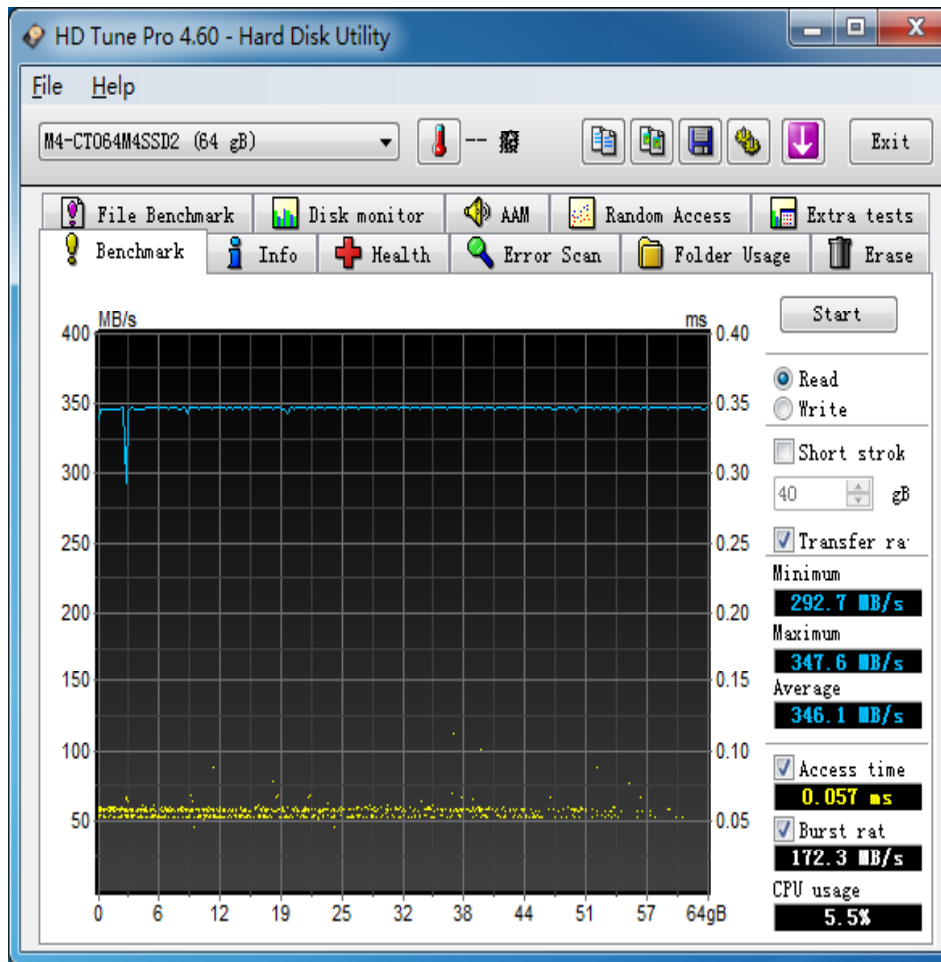 HD Tune Pro 4.60 - Hard Disk Utility
File Help
M4-CT064M4SSD2 (64 gB)
-- 癈
Exit
File Benchmark Disk monitor AAM Random Access Extra tests
Benchmark Info Health Error Scan Folder Usage Erase
Start
MB/s ms
400 0.40
350 0.35
300 0.30
250 0.25
200 0.20
150 0.15
100 0.10
50 0.05
0 6 12 19 25 32 38 44 51 57 64gB
Read
Write
Short strok
40 gB
Transfer ra
Minimum
292.7 MB/s
Maximum
347.6 MB/s
Average
346.1 MB/s
Access time
0.057 ms
Burst rat
172.3 MB/s
CPU usage
5.5%